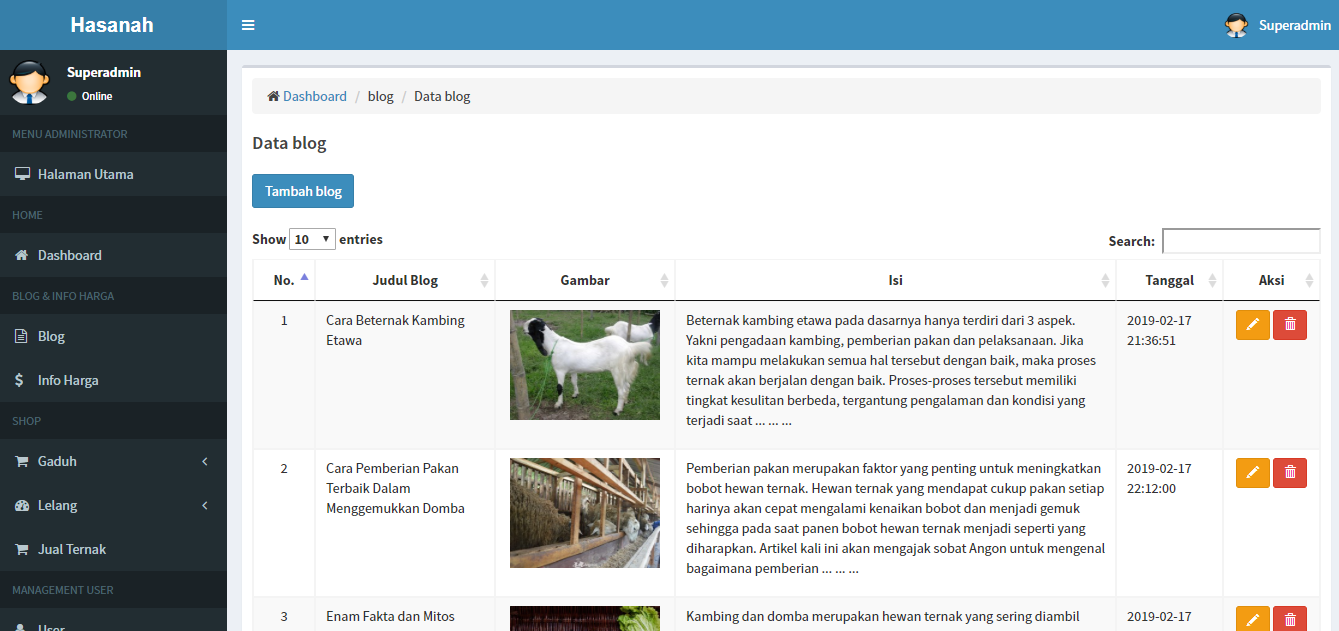 Hasanah
Superadmin
Superadmin
Online
MENU ADMINISTRATOR
Halaman Utama
HOME
Dashboard
BLOG & INFO HARGA
Blog
$ Info Harga
SHOP
Gaduh
Lelang
Jual Ternak
MANAGEMENT USER
User
Dashboard / blog / Data blog
Data blog
Tambah blog
Show 10 entries
Search:
No. Judul Blog Gambar Isi Tanggal Aksi
1
Cara Beternak Kambing
Etawa
Beternak kambing etawa pada dasarnya hanya terdiri dari 3 aspek.
Yakni pengadaan kambing, pemberian pakan dan pelaksanaan. Jika
kita mampu melakukan semua hal tersebut dengan baik, maka proses
ternak akan berjalan dengan baik. Proses-proses tersebut memiliki
tingkat kesulitan berbeda, tergantung pengalaman dan kondisi yang
terjadi saat ... ... ...
2019-02-17
21:36:51
2
Cara Pemberian Pakan
Terbaik Dalam
Menggemukkan Domba
Pemberian pakan merupakan faktor yang penting untuk meningkatkan
bobot hewan ternak. Hewan ternak yang mendapat cukup pakan setiap
harinya akan cepat mengalami kenaikan bobot dan menjadi gemuk
sehingga pada saat panen bobot hewan ternak menjadi seperti yang
diharapkan. Artikel kali ini akan mengajak sobat Angon untuk mengenal
bagaimana pemberian ... ... ...
2019-02-17
22:12:00
3
Enam Fakta dan Mitos
Kambing dan domba merupakan hewan ternak yang sering diambil
2019-02-17